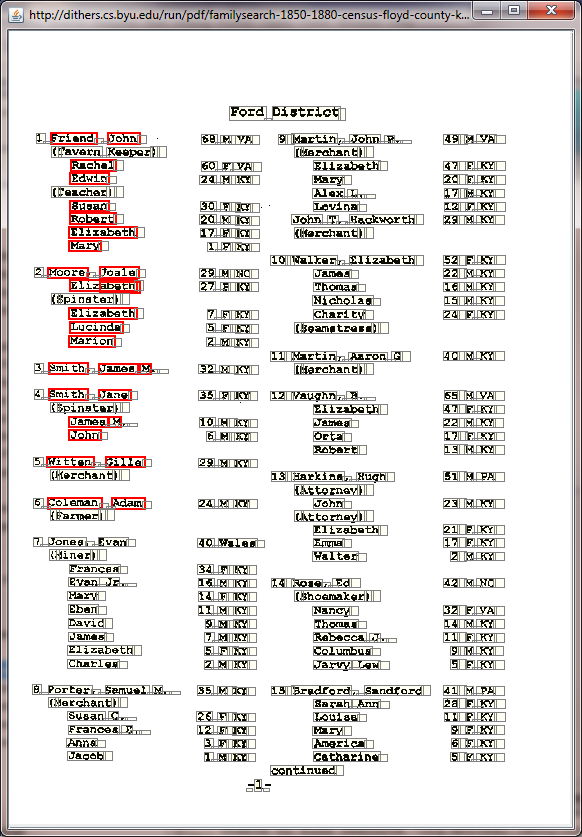 http://dithers.cs.byu.edu/run/pdf/familysearch-1850-1880-census-floyd-county-k...
Ford District
1 Friend, John 68 M VA
(Tavern Keeper)
Rachel 60 F VA
Edwin 24 M KY
(Teacher)
Susan 30 F KY
Robert 20 M KY
Elizabeth 17 F KY
Mary 1 F KY
2 Moore, Joale 29 M NC
Elizabeth 27 F KY
(Spinster)
Elizabeth 7 F KY
Lucinda 5 F KY
Marion 2 M KY
3 Smith, James M. 32 M KY
4 Smith, Jane 35 F KY
(Spinster)
James M. 10 M KY
John 6 M KY
5 Witten, Gille 29 M KY
(Merchant)
6 Coleman, Adam 24 M KY
(Farmer)
7 Jones, Evan 40 Wales
(Miner)
Frances 34 F KY
Evan Jr. 16 M KY
Mary 14 F KY
Eben 11 M KY
David 9 M KY
James 7 M KY
Elizabeth 5 F KY
Charles 2 M KY
8 Porter, Samuel M. 35 M KY
(Merchant)
Susan C. 26 F KY
Frances E. 12 F KY
Anna 3 F KY
Jacob 1 M KY
9 Martin, John P. 49 M VA
(Merchant)
Elizabeth 47 F KY
Mary 20 F KY
Alex L. 17 M KY
Levina 12 F KY
John T. Hackworth 29 M KY
(Merchant)
10 Walker, Elizabeth 52 F KY
James 22 M KY
Thomas 16 M KY
Nicholas 15 M KY
Charity 24 F KY
(Seamstress)
11 Martin, Aaron G 40 M KY
(Merchant)
12 Vaughn, B. 65 M VA
Elizabeth 47 F KY
James 22 M KY
Orta 17 F KY
Robert 13 M KY
13 Harkins, Hugh 51 M PA
(Attorney)
John 23 M KY
(Attorney)
Elizabeth 21 F KY
Emma 17 F KY
Walter 2 M KY
14 Rose, Ed 42 M NC
(Shoemaker)
Nancy 32 F VA
Thomas 14 M KY
Rebecca J. 11 F KY
Columbus 9 M KY
Jarvy Lew 5 F KY
15 Bradford, Sandford 41 M PA
Sarah Ann 28 F KY
Louisa 11 F KY
Mary 9 F KY
America 6 F KY
Catharine 5 F KY
continued
-1-